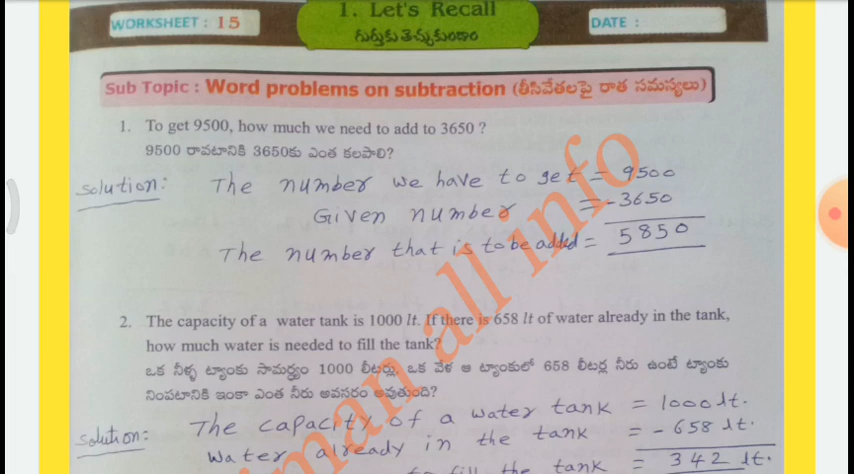 WORKSHEET : 15
1. Let's Recall
గుర్తుకు తెచ్చుకుందాం
DATE :
Sub Topic : Word problems on subtraction (తీసివేతలపై రాత సమస్యలు)
1. To get 9500, how much we need to add to 3650 ?
9500 రావటానికి 3650కు ఎంత కలపాలి?
Solution: The number we have to get = 9500
Given number = -3650
The number that is to be added = 5850
2. The capacity of a water tank is 1000 lt. If there is 658 lt of water already in the tank,
how much water is needed to fill the tank?
ఒక నీళ్ళ ట్యాంకు సామర్థ్యం 1000 లీటర్లు, ఒక వేళ ఆ ట్యాంకులో 658 లీటర్ల నీరు ఉంటే ట్యాంకు
నింపటానికి ఇంకా ఎంత నీరు అవసరం అవుతుంది?
Solution: The capacity of a water tank = 1000 lt.
Water already in the tank = - 658 lt.
to fill the tank = 342 lt.
man all info